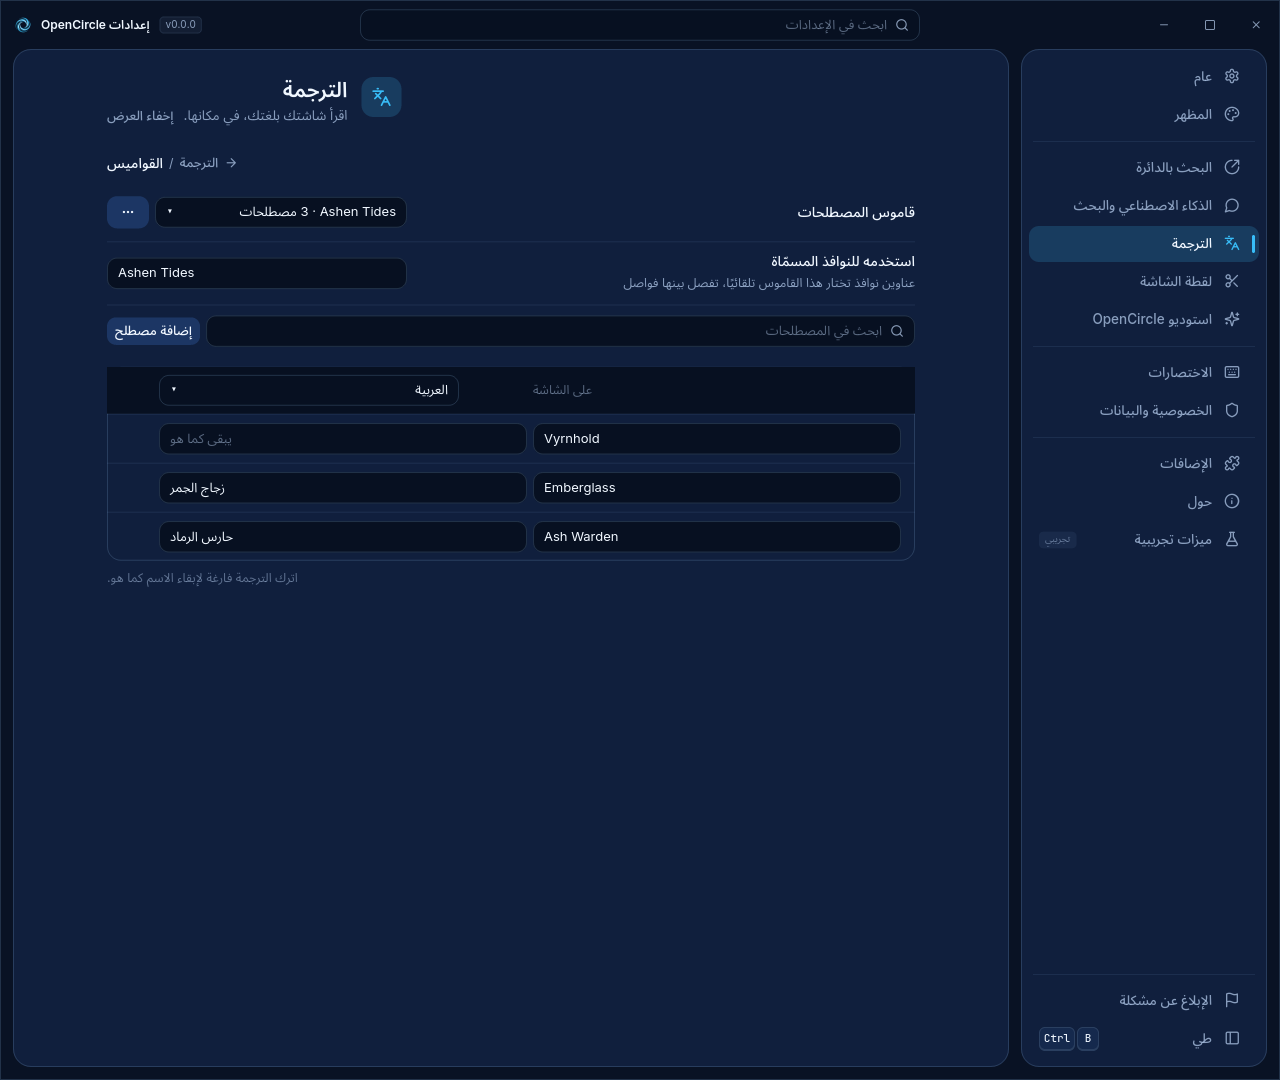 إعدادات OpenCircle
v0.0.0
ابحث في الإعدادات
عام
المظهر
البحث بالدائرة
الذكاء الاصطناعي والبحث
الترجمة
لقطة الشاشة
استوديو OpenCircle
الاختصارات
الخصوصية والبيانات
الإضافات
حول
ميزات تجريبية
تجريبي
الإبلاغ عن مشكلة
طي
Ctrl B
الترجمة
اقرأ شاشتك بلغتك، في مكانها. إخفاء العرض
الترجمة / القواميس
قاموس المصطلحات
Ashen Tides · 3 مصطلحات
استخدمه للنوافذ المسمّاة
عناوين نوافذ تختار هذا القاموس تلقائيًا، تفصل بينها فواصل
Ashen Tides
ابحث في المصطلحات
إضافة مصطلح
على الشاشة
العربية
Vyrnhold
يبقى كما هو
Emberglass
زجاج الجمر
Ash Warden
حارس الرماد
اترك الترجمة فارغة لإبقاء الاسم كما هو.